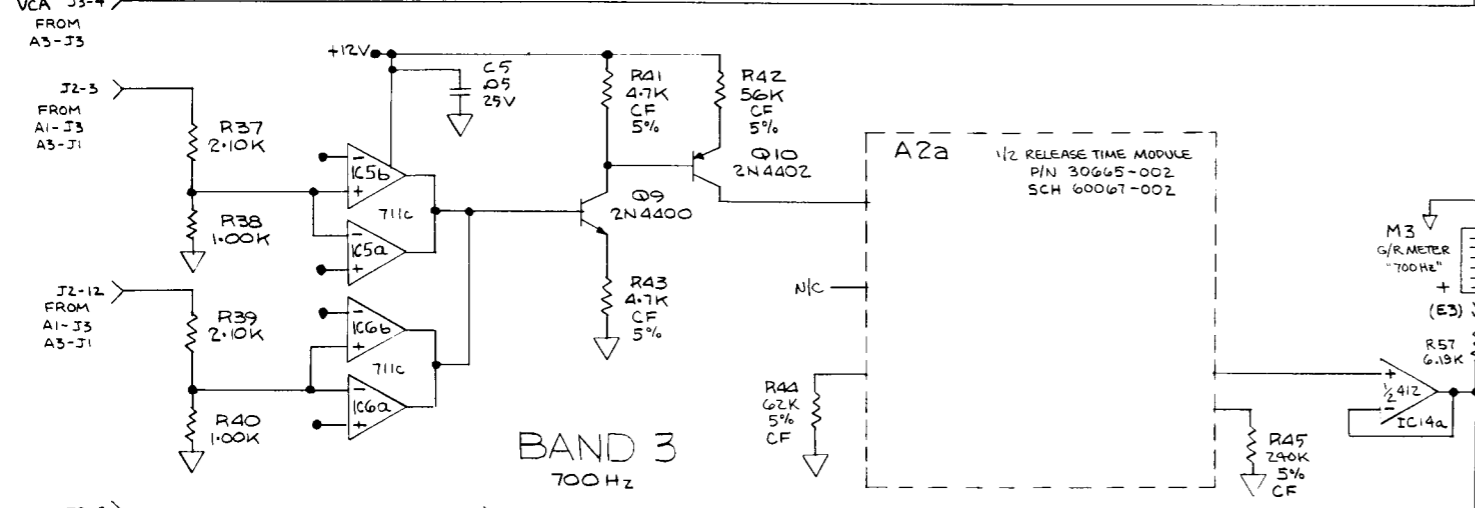 VCA J3-4
FROM
A3-J3
+12V
C5
.05
25V
R41
4.7K
CF
5%
R42
56K
CF
5%
J2-3
FROM
A1-J3
A3-J1
R37
2.10K
-
IC5b
+
711C
-
IC5a
+
R38
1.00K
Q10
2N4402
Q9
2N4400
A2a
1/2 RELEASE TIME MODULE
P/N 30665-002
SCH 60067-002
M3
G/R METER
"700Hz"
+
(E3)
R57
6.19K
J2-12
FROM
A1-J3
A3-J1
R39
2.10K
-
IC6b
+
711C
-
IC6a
+
R40
1.00K
R43
4.7K
CF
5%
N/C
R44
62K
5%
CF
+
1/2 412
-
IC14a
R45
240K
5%
CF
BAND 3
700 Hz